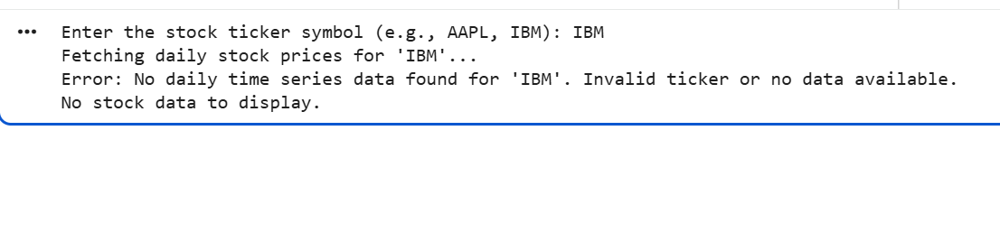 ••• Enter the stock ticker symbol (e.g., AAPL, IBM): IBM
Fetching daily stock prices for 'IBM'...
Error: No daily time series data found for 'IBM'. Invalid ticker or no data available.
No stock data to display.